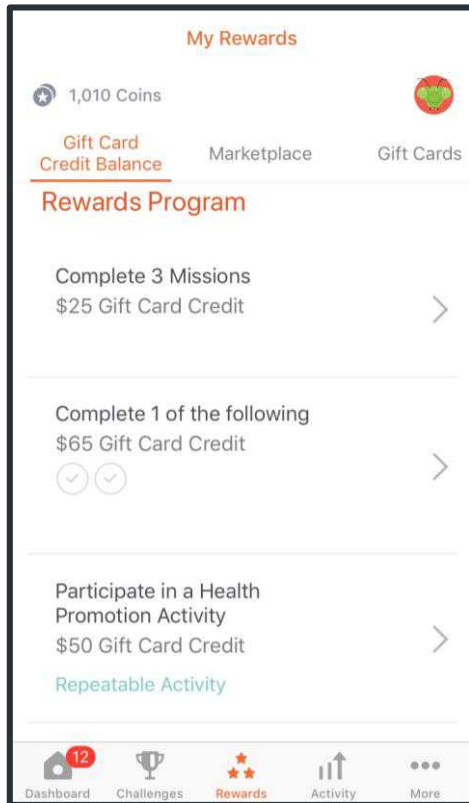 My Rewards
1,010 Coins
Gift Card
Credit Balance
Marketplace
Gift Cards
Rewards Program
Complete 3 Missions
$25 Gift Card Credit
Complete 1 of the following
$65 Gift Card Credit
Participate in a Health
Promotion Activity
$50 Gift Card Credit
Repeatable Activity
12
Dashboard
Challenges
Rewards
Activity
More